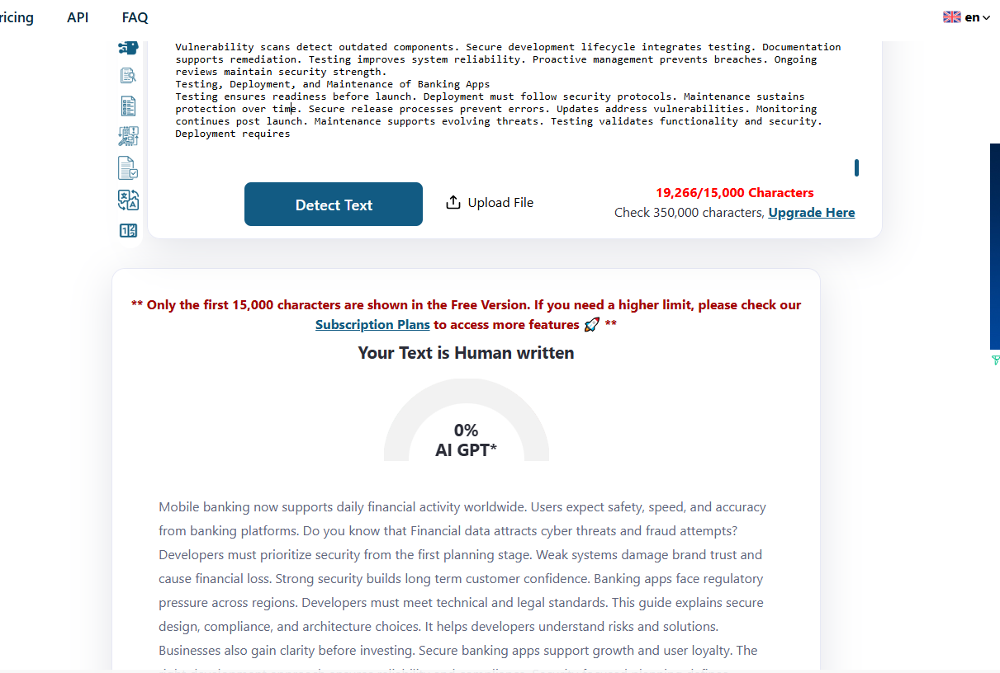 ricing API FAQ en
Vulnerability scans detect outdated components. Secure development lifecycle integrates testing. Documentation
supports remediation. Testing improves system reliability. Proactive management prevents breaches. Ongoing
reviews maintain security strength.
Testing, Deployment, and Maintenance of Banking Apps
Testing ensures readiness before launch. Deployment must follow security protocols. Maintenance sustains
protection over time. Secure release processes prevent errors. Updates address vulnerabilities. Monitoring
continues post launch. Maintenance supports evolving threats. Testing validates functionality and security.
Deployment requires
Detect Text
Upload File
19,266/15,000 Characters
Check 350,000 characters, Upgrade Here
** Only the first 15,000 characters are shown in the Free Version. If you need a higher limit, please check our
Subscription Plans to access more features 🚀 **
Your Text is Human written
0%
AI GPT*
Mobile banking now supports daily financial activity worldwide. Users expect safety, speed, and accuracy
from banking platforms. Do you know that Financial data attracts cyber threats and fraud attempts?
Developers must prioritize security from the first planning stage. Weak systems damage brand trust and
cause financial loss. Strong security builds long term customer confidence. Banking apps face regulatory
pressure across regions. Developers must meet technical and legal standards. This guide explains secure
design, compliance, and architecture choices. It helps developers understand risks and solutions.
Businesses also gain clarity before investing. Secure banking apps support growth and user loyalty. The